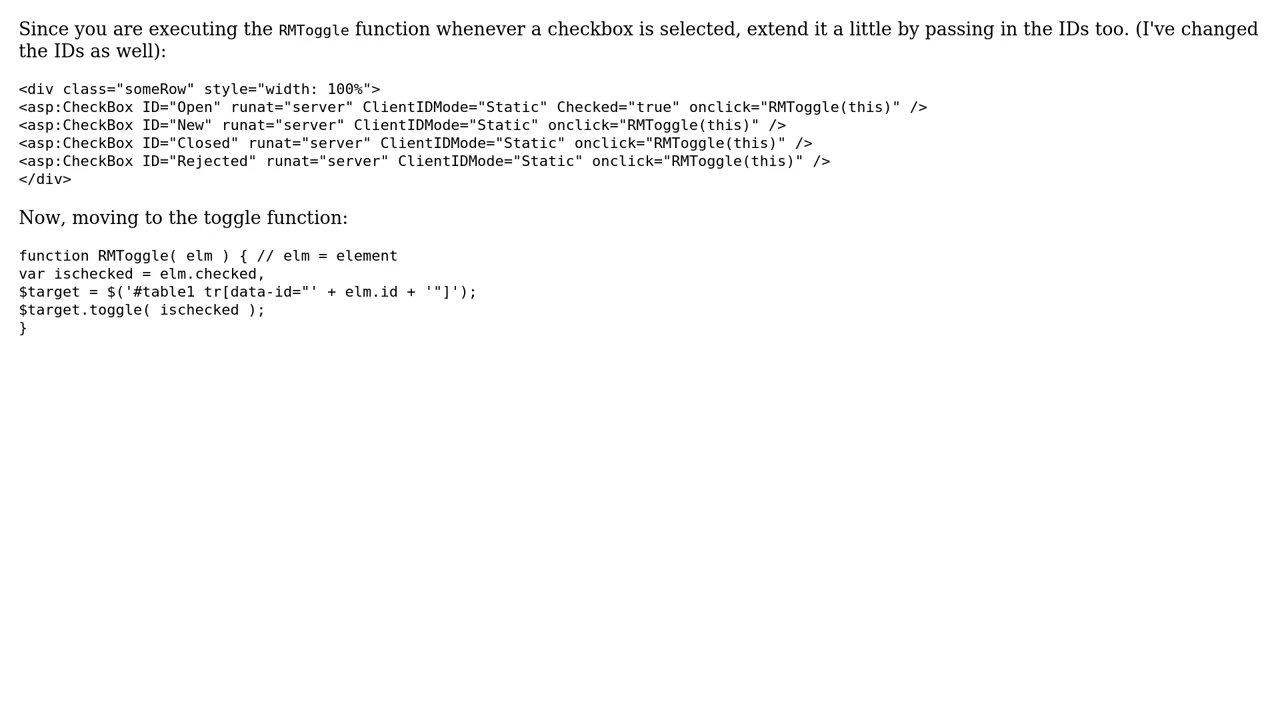 Since you are executing the RMToggle function whenever a checkbox is selected, extend it a little by passing in the IDs too. (I've changed
the IDs as well):
<div class="someRow" style="width: 100%">
<asp:CheckBox ID="Open" runat="server" ClientIDMode="Static" Checked="true" onclick="RMToggle(this)" />
<asp:CheckBox ID="New" runat="server" ClientIDMode="Static" onclick="RMToggle(this)" />
<asp:CheckBox ID="Closed" runat="server" ClientIDMode="Static" onclick="RMToggle(this)" />
<asp:CheckBox ID="Rejected" runat="server" ClientIDMode="Static" onclick="RMToggle(this)" />
</div>
Now, moving to the toggle function:
function RMToggle( elm ) { // elm = element
var ischecked = elm.checked,
$target = $('#table1 tr[data-id="' + elm.id + '"]');
$target.toggle( ischecked );
}